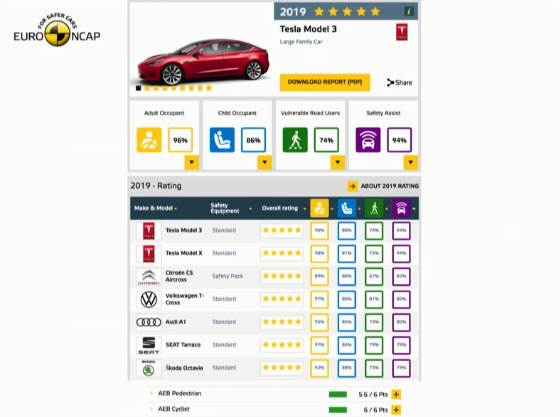 FOR SAFER CARS
EURO NCAP
2019
Tesla Model 3
Large Family Car
DOWNLOAD REPORT (PDF)
Share
Adult Occupant
Child Occupant
Vulnerable Road Users
Safety Assist
96%
86%
74%
94%
2019 - Rating
ABOUT 2019 RATING
Make & Model
Safety Equipment
Overall rating
Tesla Model 3 Standard 96% 86% 74% 94%
Tesla Model X Standard 98% 81% 72% 94%
Citroën C5 Aircross Safety Pack 89% 86% 67% 82%
Volkswagen T-Cross Standard 97% 86% 81% 80%
Audi A1 Standard 95% 85% 73% 80%
SEAT Tarraco Standard 97% 84% 79% 79%
Škoda Octavia Standard 92% 88% 73% 79%
AEB Pedestrian 5.6 / 6 Pts +
AEB Cyclist 6 / 6 Pts +